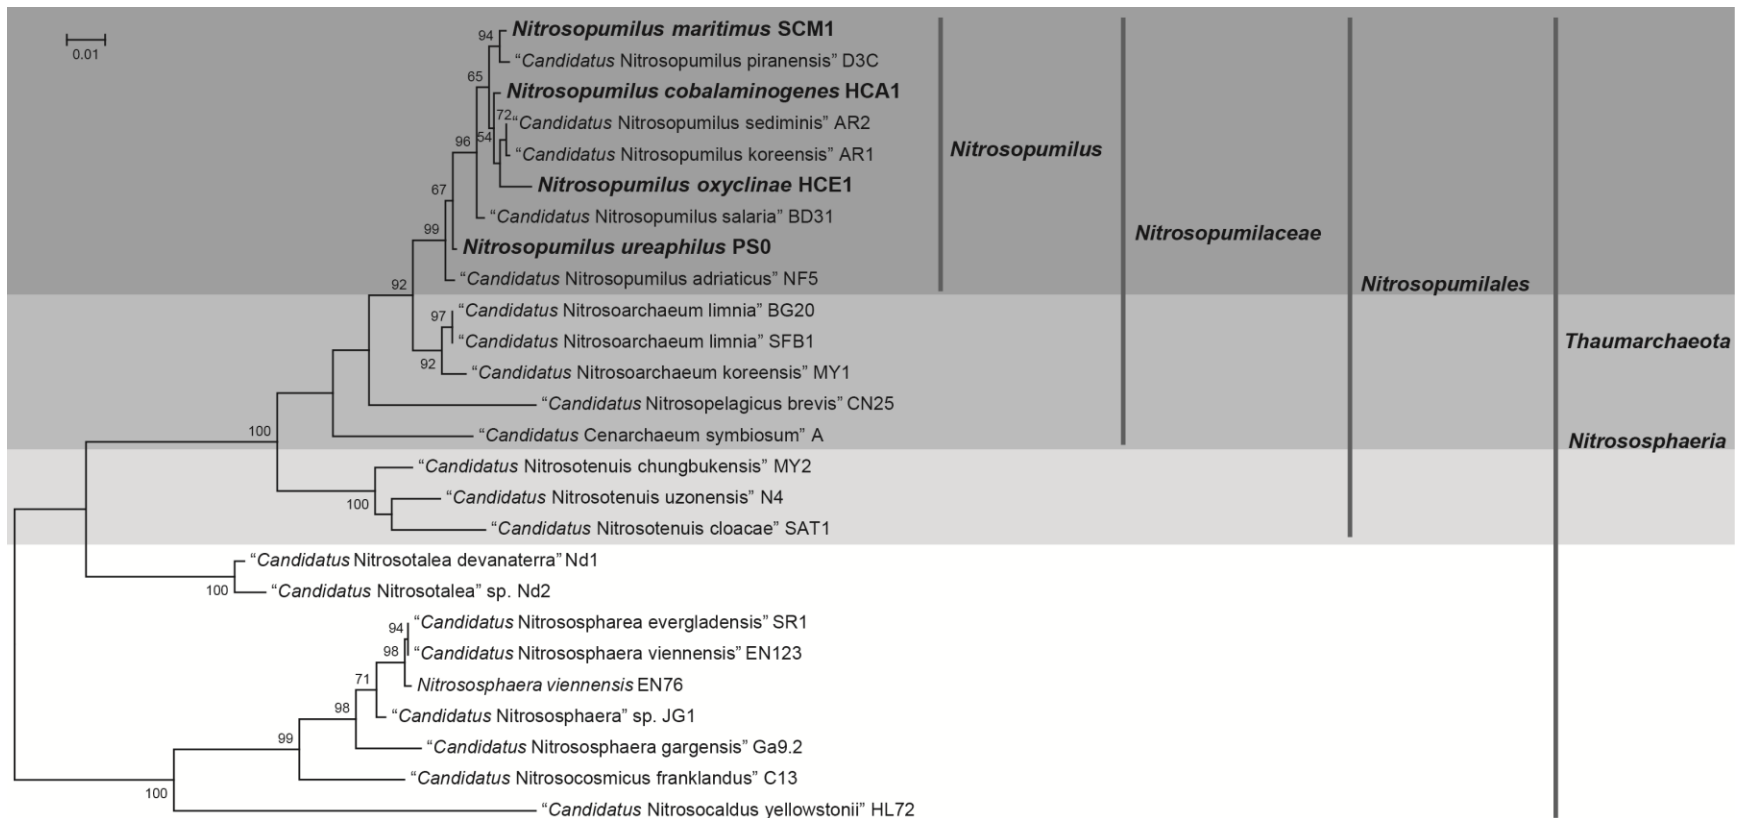 94
Nitrosopumilus maritimus SCM1
0.01
“Candidatus Nitrosopumilus piranensis” D3C
65
Nitrosopumilus cobalaminogenes HCA1
72
“Candidatus Nitrosopumilus sediminis” AR2
96
54
Nitrosopumilus
“Candidatus Nitrosopumilus koreensis” AR1
67
Nitrosopumilus oxyclinae HCE1
“Candidatus Nitrosopumilus salaria” BD31
99
Nitrosopumilaceae
Nitrosopumilus ureaphilus PS0
“Candidatus Nitrosopumilus adriaticus” NF5
92
Nitrosopumilales
“Candidatus Nitrosoarchaeum limnia” BG20
97
“Candidatus Nitrosoarchaeum limnia” SFB1
Thaumarchaeota
92
“Candidatus Nitrosoarchaeum koreensis” MY1
“Candidatus Nitrosopelagicus brevis” CN25
100
“Candidatus Cenarchaeum symbiosum” A
Nitrososphaeria
“Candidatus Nitrosotenuis chungbukensis” MY2
100
“Candidatus Nitrosotenuis uzonensis” N4
“Candidatus Nitrosotenuis cloacae” SAT1
“Candidatus Nitrosotalea devanaterra” Nd1
100
“Candidatus Nitrosotalea” sp. Nd2
94
“Candidatus Nitrosospharea evergladensis” SR1
98
“Candidatus Nitrososphaera viennensis” EN123
71
Nitrososphaera viennensis EN76
98
“Candidatus Nitrososphaera” sp. JG1
99
“Candidatus Nitrososphaera gargensis” Ga9.2
“Candidatus Nitrosocosmicus franklandus” C13
100
“Candidatus Nitrosocaldus yellowstonii” HL72